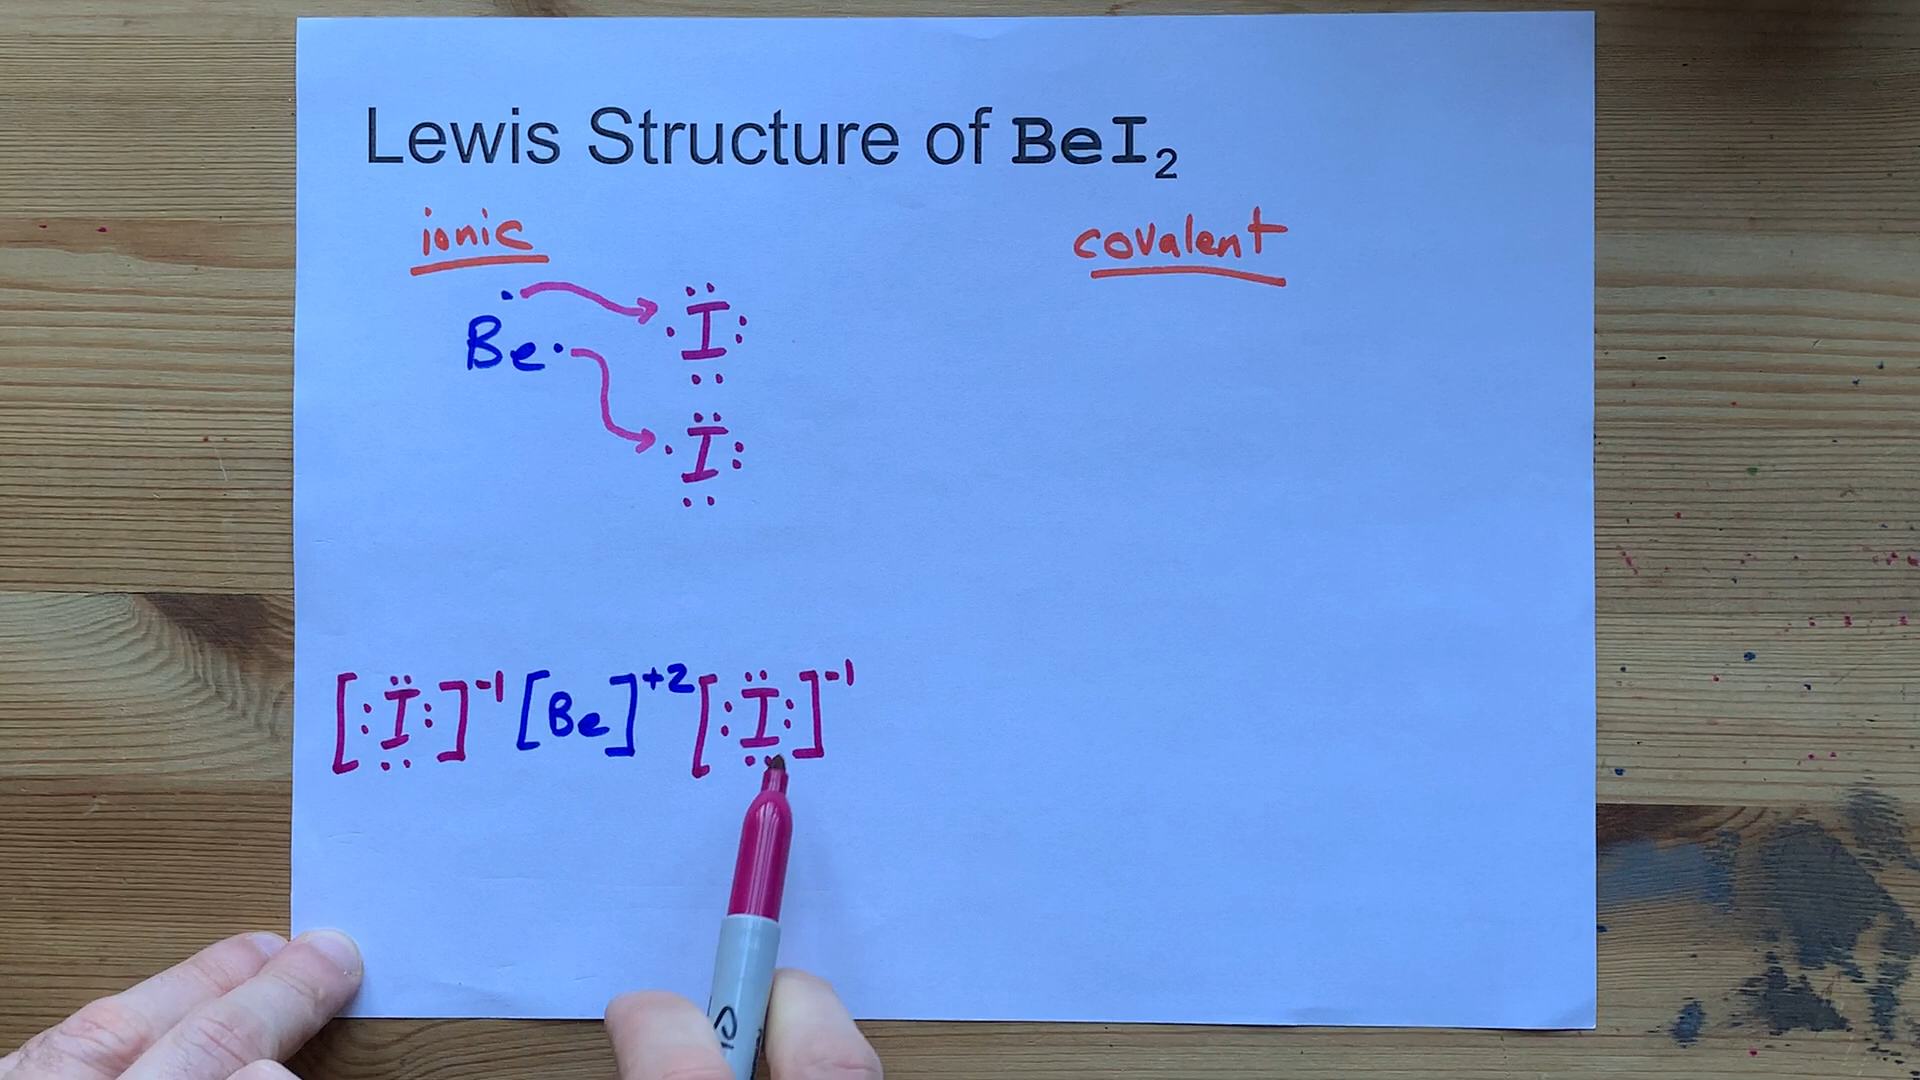 Lewis Structure of BeI₂
ionic
covalent
Be· ·Ï:
·Ï:
[:Ï:]⁻¹ [Be]⁺² [:Ï:]⁻¹